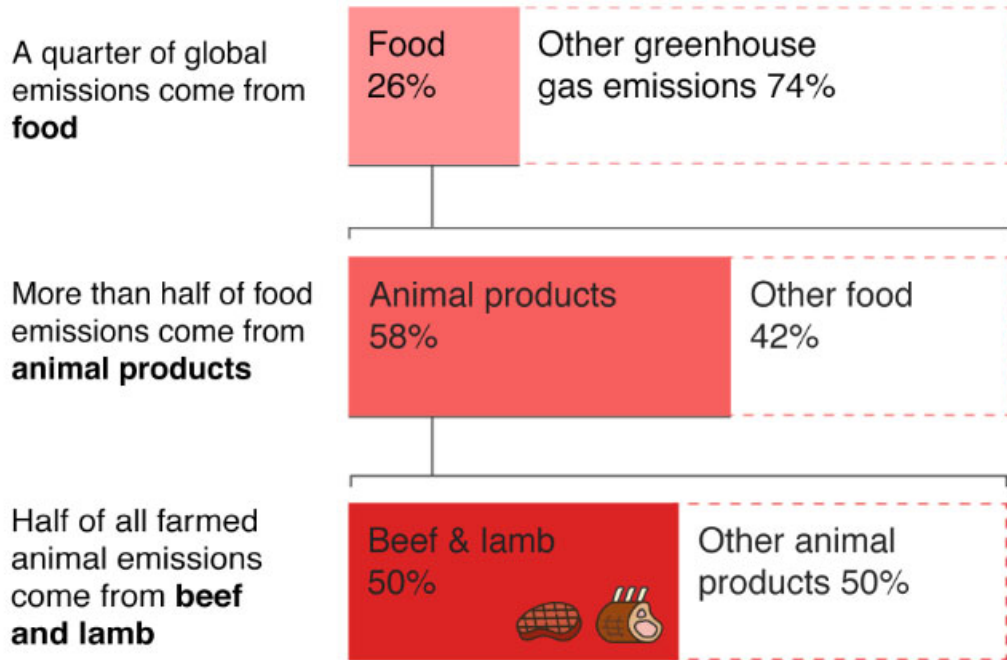 A quarter of global
emissions come from
food
Food
26%
Other greenhouse
gas emissions 74%
More than half of food
emissions come from
animal products
Animal products
58%
Other food
42%
Half of all farmed
animal emissions
come from beef
and lamb
Beef & lamb
50%
Other animal
products 50%